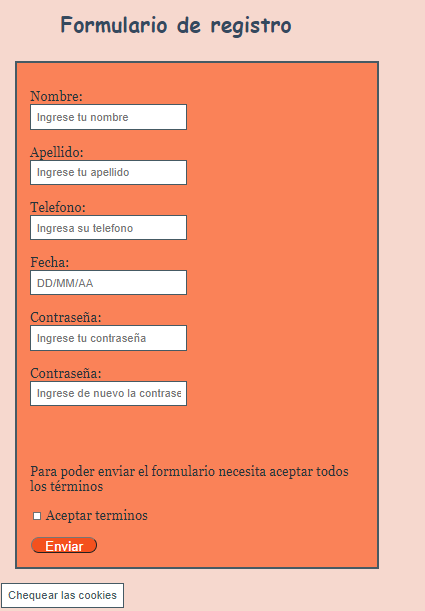 Formulario de registro
Nombre:
Ingrese tu nombre
Apellido:
Ingrese tu apellido
Telefono:
Ingresa su telefono
Fecha:
DD/MM/AA
Contraseña:
Ingrese tu contraseña
Contraseña:
Ingrese de nuevo la contrase
Para poder enviar el formulario necesita aceptar todos
los términos
Aceptar terminos
Enviar
Chequear las cookies